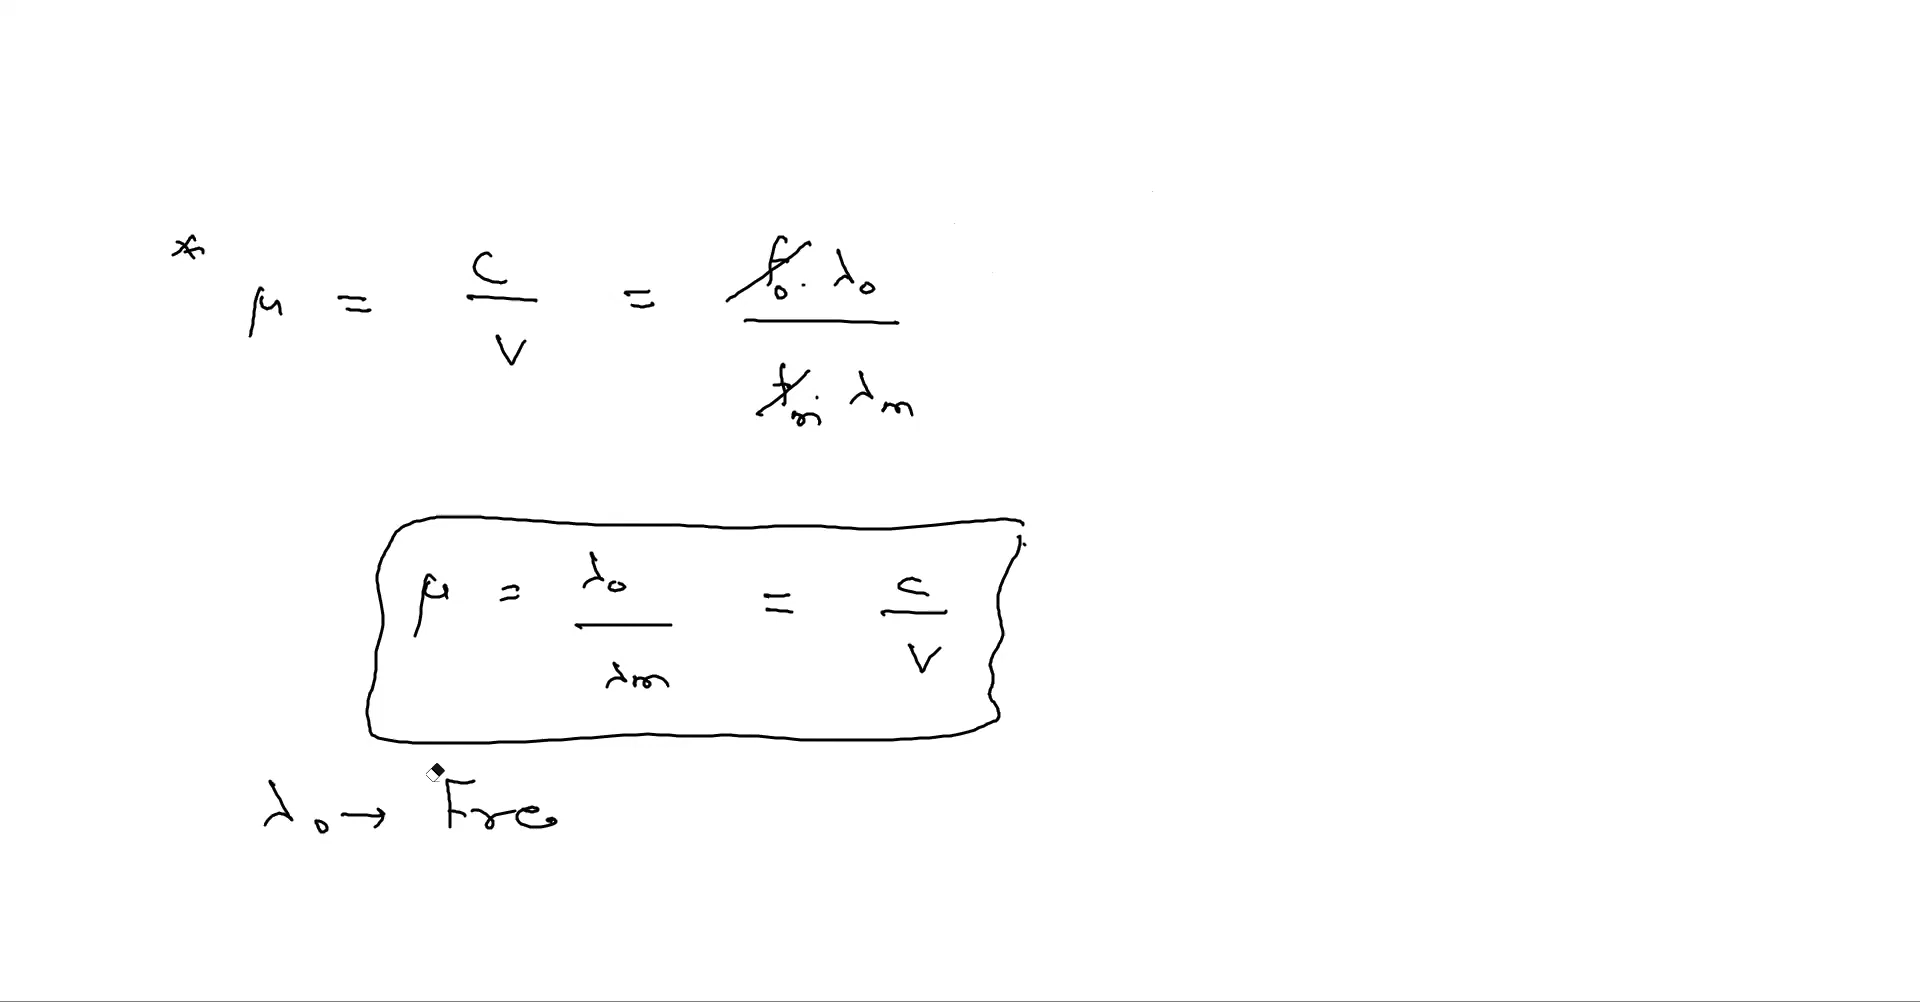 * μ = c / v = f₀ · λ₀ / fₘ · λₘ
μ = λ₀ / λₘ = c / v
λ₀ → Fre